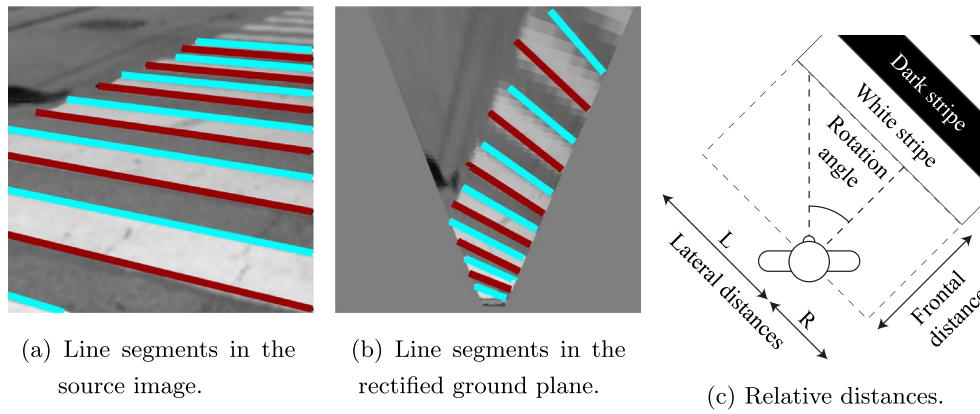 Dark stripe
White stripe
Rotation
angle
L
Lateral distances
R
Frontal
distance
(a) Line segments in the
source image.
(b) Line segments in the
rectified ground plane.
(c) Relative distances.